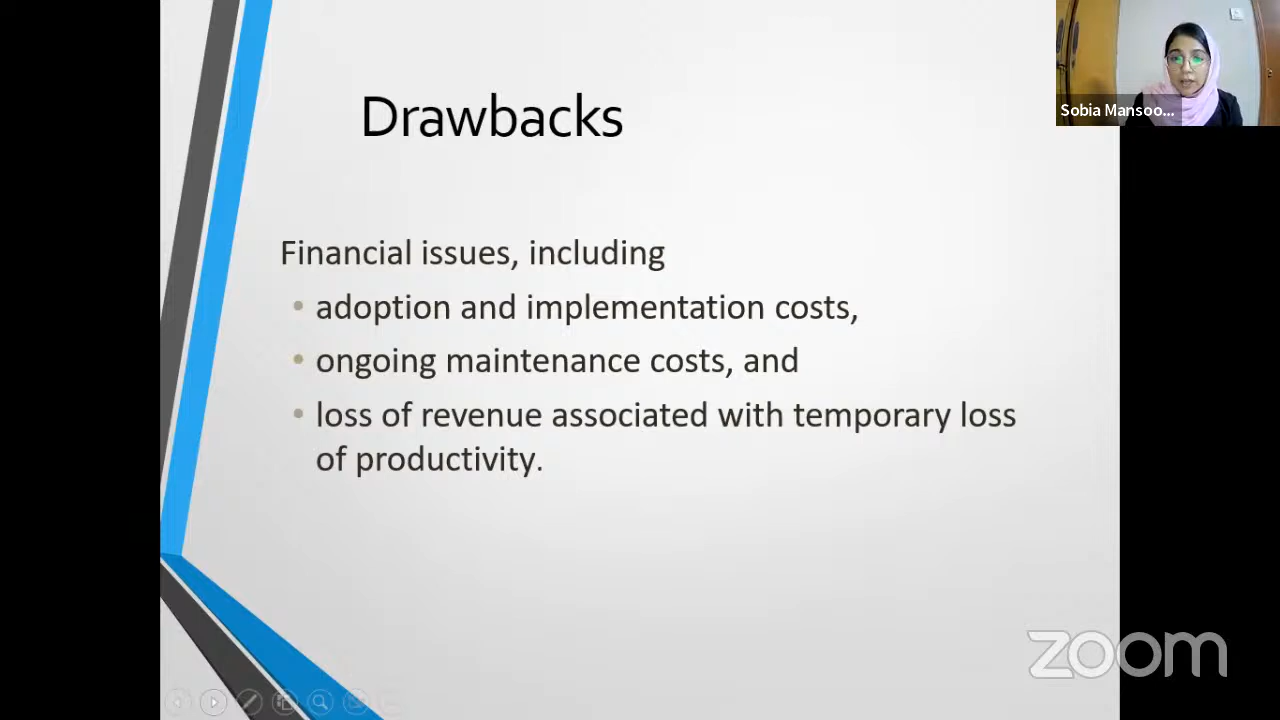 Drawbacks
Sobia Mansoo...
Financial issues, including
• adoption and implementation costs,
• ongoing maintenance costs, and
• loss of revenue associated with temporary loss
of productivity.
zoom